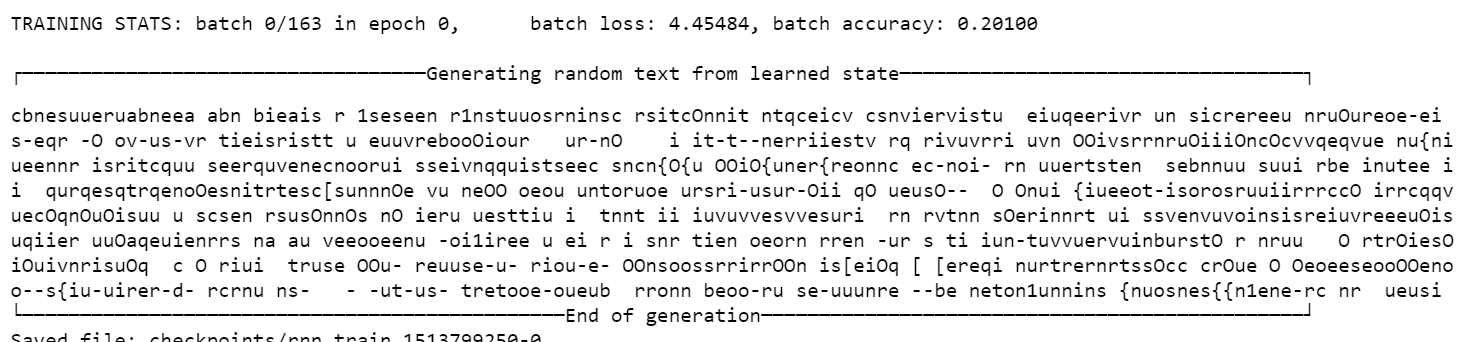 TRAINING STATS: batch 0/163 in epoch 0,      batch loss: 4.45484, batch accuracy: 0.20100
┌───────────────────────────────────Generating random text from learned state───────────────────────────────────┐
cbnesuueruabneea abn bieais r 1seseen r1nstuuosrninsc rsitcOnnit ntqceicv csnviervistu  eiuqeerivr un sicrereeu nruOureoe-ei
s-eqr -O ov-us-vr tieisristt u euuvrebooOiour   ur-nO    i it-t--nerriiestv rq rivuvrri uvn OOivsrrnruOiiiOncOcvvqeqvue nu{ni
ueennr isritcquu seerquvenecnoorui sseivnqquistseec sncn{O{u OOiO{uner{reonnc ec-noi- rn uuertsten  sebnnuu suui rbe inutee i
i  qurqesqtrqenoOesnitrtesc[sunnnOe vu neOO oeou untoruoe ursri-usur-Oii qO ueusO--  O Onui {iueeot-isorosruuiirrrccO irrcqqv
uecOqnOuOisuu u scsen rsusOnnOs nO ieru uesttiu i  tnnt ii iuvuvvesvvesuri  rn rvtnn sOerinnrt ui ssvenvuvoinsisreiuvreeeuOis
uqiier uuOaqeuienrrs na au veeooeenu -oi1iree u ei r i snr tien oeorn rren -ur s ti iun-tuvvuervuinburstO r nruu   O rtrOiesO
iOuivnrisuOq  c O riui  truse OOu- reuuse-u- riou-e- OOnsoossrrirrOOn is[eiOq [ [ereqi nurtrernrtssOcc crOue O OeoeeseooOOeno
o--s{iu-uirer-d- rcrnu ns-   - -ut-us- tretooe-oueub  rronn beoo-ru se-uuunre --be neton1unnins {nuosnes{{n1ene-rc nr  ueusi
└───────────────────────────────────────────────End of generation───────────────────────────────────────────────┘
Saved file: checkpoints/rnn_train_1513799250-0